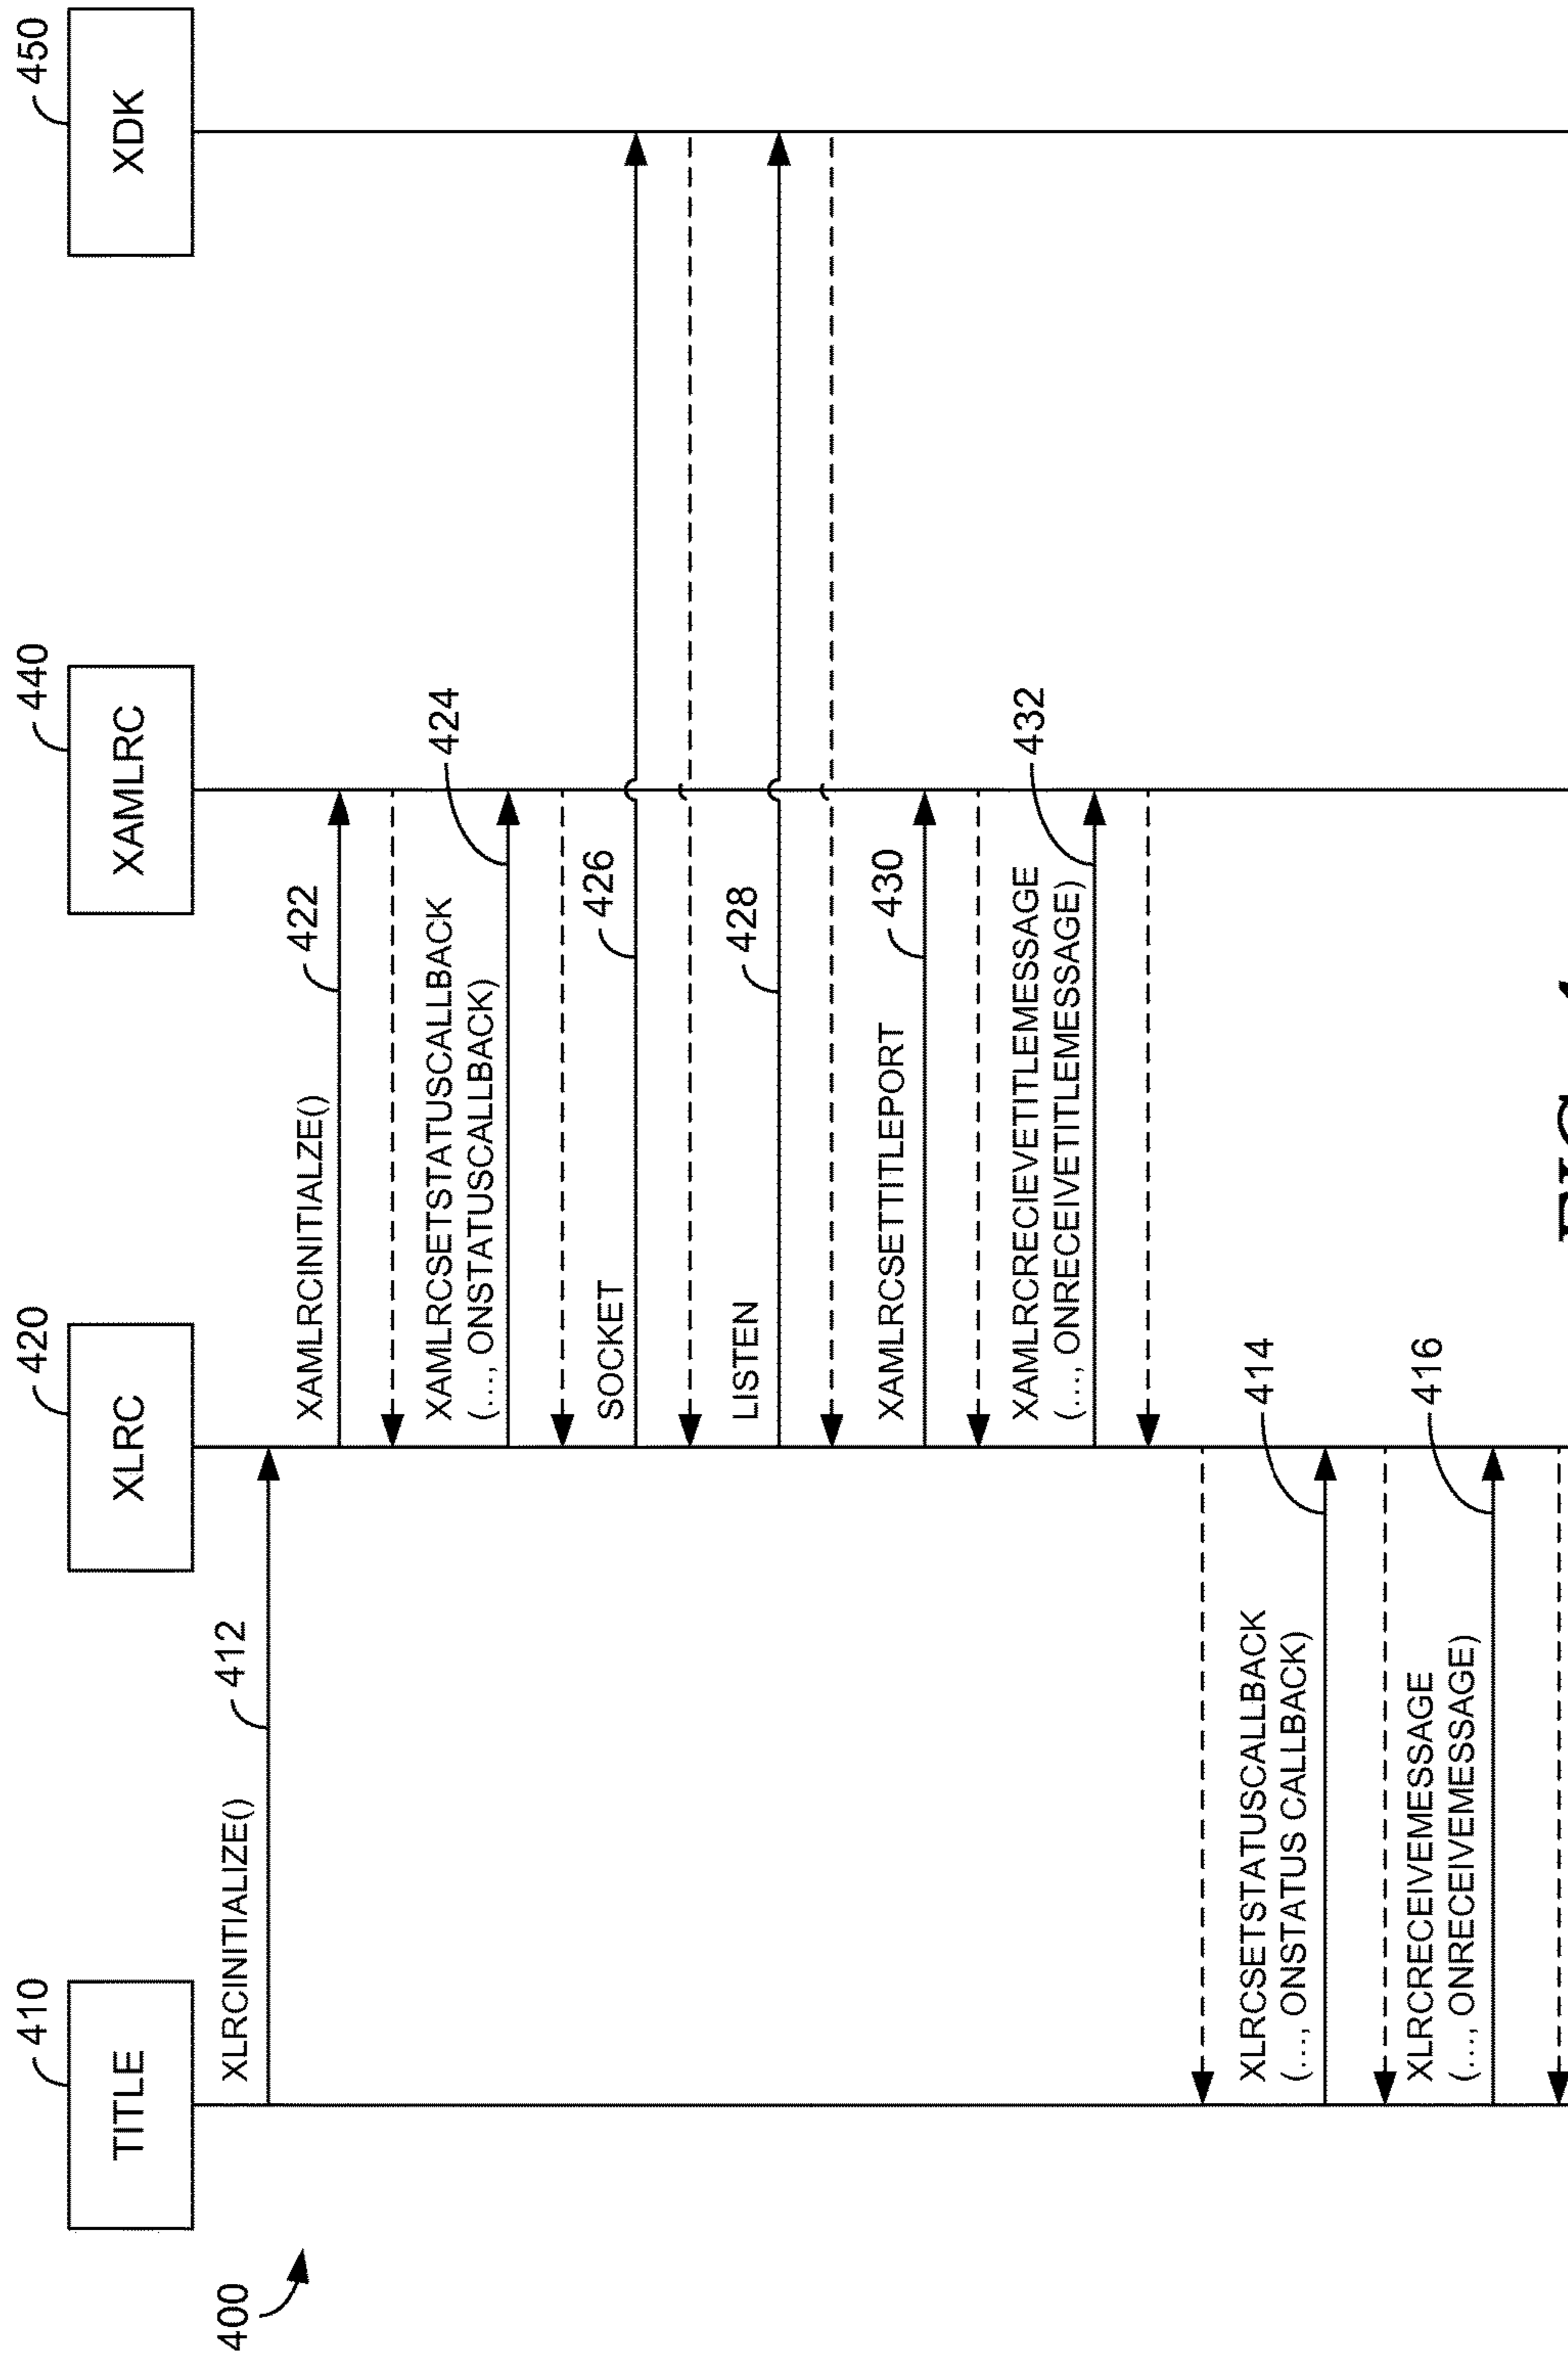 400
410
TITLE
420
XLRC
440
XAMLRC
450
XDK
XLRCINITIALIZE()
412
XAMLRCINITIALZE()
422
XAMLRCSETSTATUSCALLBACK
(..., ONSTATUSCALLBACK)
424
SOCKET
426
LISTEN
428
XAMLRCSETTITLEPORT
430
XAMLRCRECIEVETITLEMESSAGE
(..., ONRECEIVETITLEMESSAGE)
432
XLRCSETSTATUSCALLBACK
(..., ONSTATUS CALLBACK)
414
XLRCRECEIVEMESSAGE
(..., ONRECEIVEMESSAGE)
416